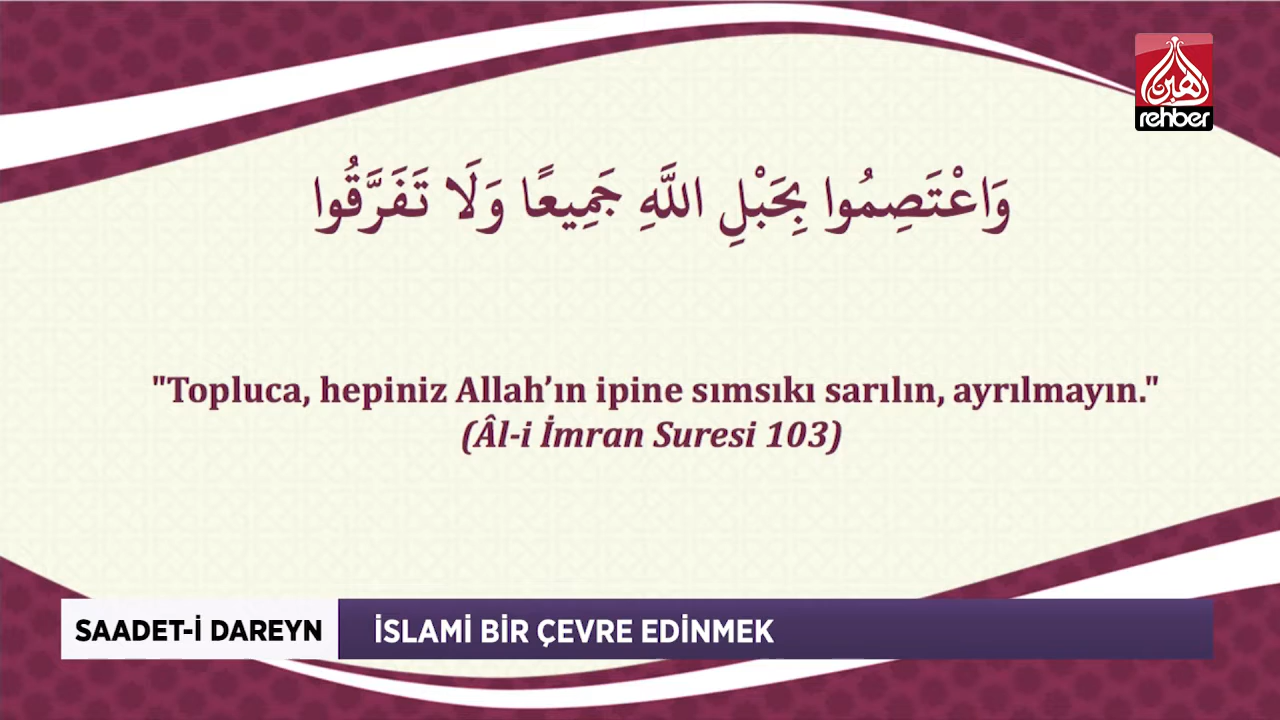 رهبر
rehber
وَاعْتَصِمُوا بِحَبْلِ اللَّهِ جَمِيعًا وَلَا تَفَرَّقُوا
"Topluca, hepiniz Allah’ın ipine sımsıkı sarılın, ayrılmayın."
(Âl-i İmran Suresi 103)
SAADET-İ DAREYN
İSLAMİ BİR ÇEVRE EDİNMEK